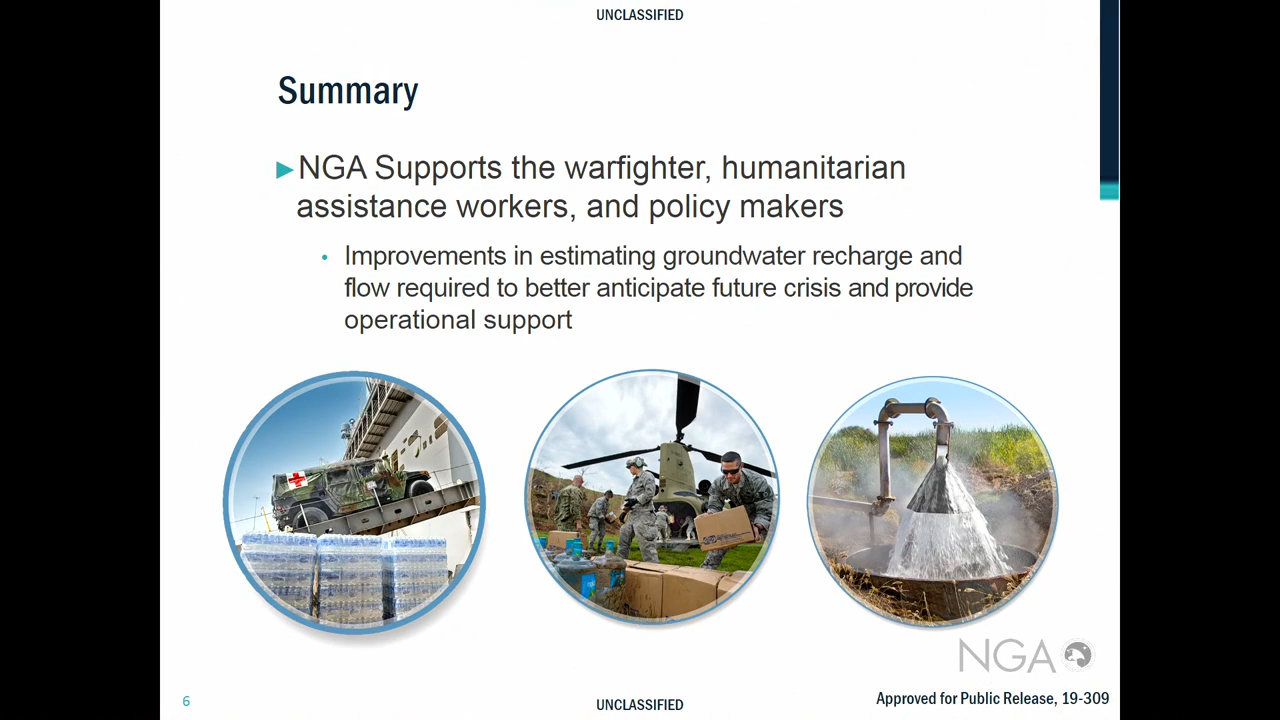 UNCLASSIFIED
Summary
NGA Supports the warfighter, humanitarian
assistance workers, and policy makers
Improvements in estimating groundwater recharge and
flow required to better anticipate future crisis and provide
operational support
NGA
6
UNCLASSIFIED
Approved for Public Release, 19-309